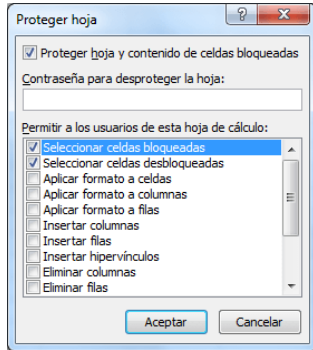 Proteger hoja
Proteger hoja y contenido de celdas bloqueadas
Contraseña para desproteger la hoja:
Permitir a los usuarios de esta hoja de cálculo:
Seleccionar celdas bloqueadas
Seleccionar celdas desbloqueadas
Aplicar formato a celdas
Aplicar formato a columnas
Aplicar formato a filas
Insertar columnas
Insertar filas
Insertar hipervínculos
Eliminar columnas
Eliminar filas
Aceptar Cancelar